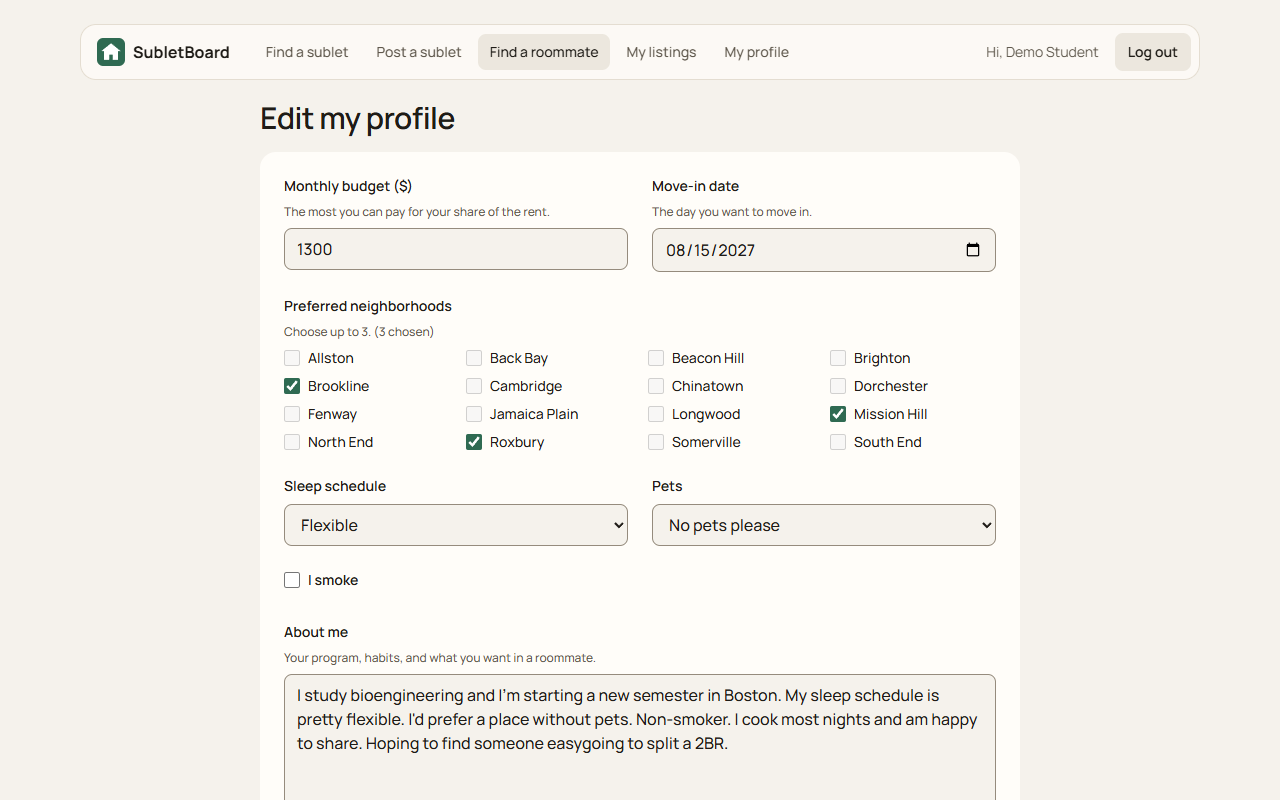 SubletBoard
Find a sublet
Post a sublet
Find a roommate
My listings
My profile
Hi, Demo Student
Log out
Edit my profile
Monthly budget ($)
The most you can pay for your share of the rent.
1300
Move-in date
The day you want to move in.
08/15/2027
Preferred neighborhoods
Choose up to 3. (3 chosen)
Allston
Back Bay
Beacon Hill
Brighton
Brookline
Cambridge
Chinatown
Dorchester
Fenway
Jamaica Plain
Longwood
Mission Hill
North End
Roxbury
Somerville
South End
Sleep schedule
Flexible
Pets
No pets please
I smoke
About me
Your program, habits, and what you want in a roommate.
I study bioengineering and I'm starting a new semester in Boston. My sleep schedule is
pretty flexible. I'd prefer a place without pets. Non-smoker. I cook most nights and am happy
to share. Hoping to find someone easygoing to split a 2BR.